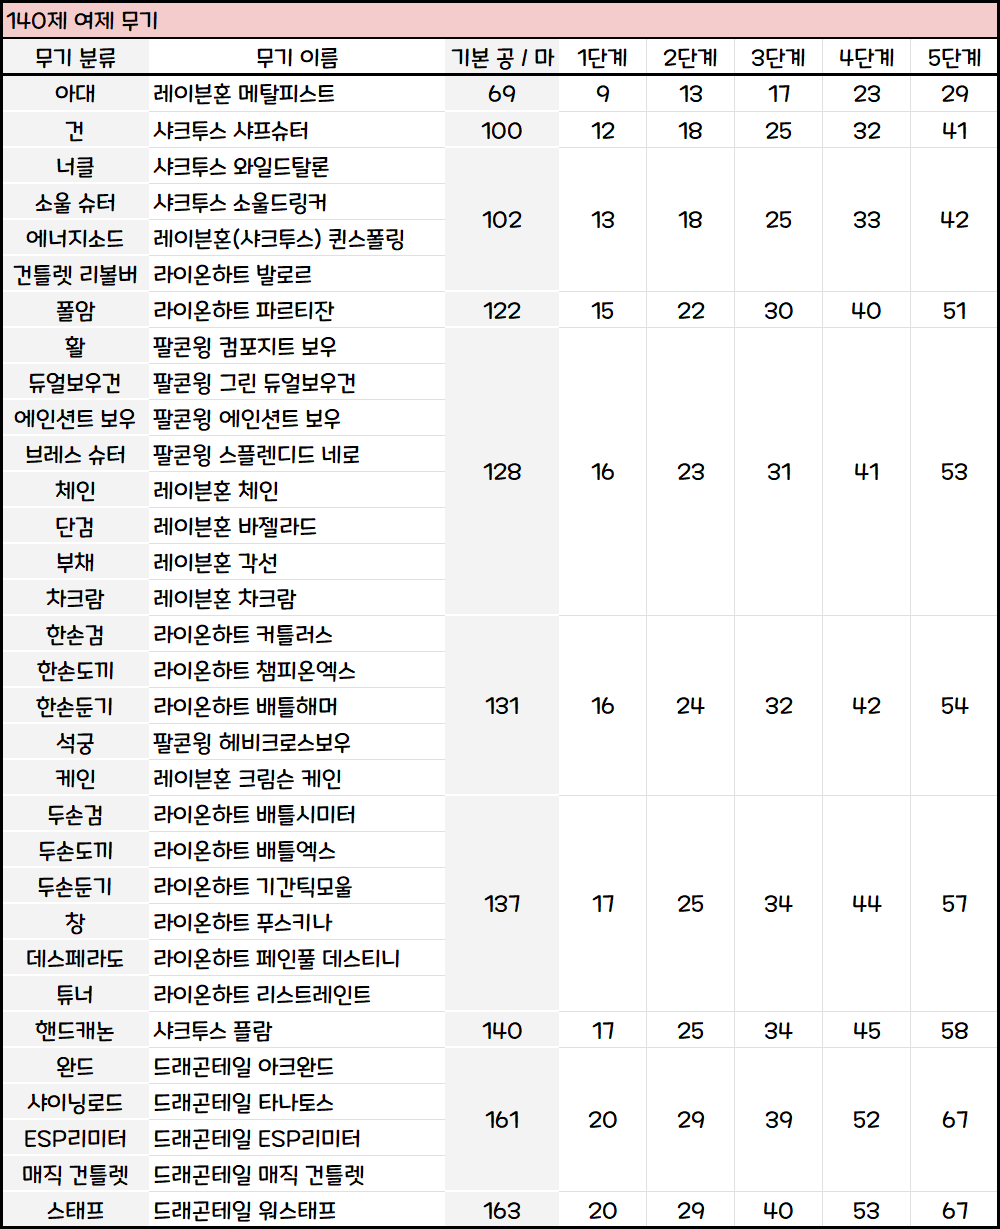 140제 여제 무기
무기 분류 무기 이름 기본 공 / 마 1단계 2단계 3단계 4단계 5단계
아대 레이븐혼 메탈피스트 69 9 13 17 23 29
건 샤크투스 샤프슈터 100 12 18 25 32 41
너클 샤크투스 와일드탈론
소울 슈터 샤크투스 소울드링커
102 13 18 25 33 42
에너지소드 레이븐혼(샤크투스) 퀸스폴링
건틀렛 리볼버 라이온하트 발로르
폴암 라이온하트 파르티잔 122 15 22 30 40 51
활 팔콘윙 컴포지트 보우
듀얼보우건 팔콘윙 그린 듀얼보우건
에인션트 보우 팔콘윙 에인션트 보우
브레스 슈터 팔콘윙 스플렌디드 네로
128 16 23 31 41 53
체인 레이븐혼 체인
단검 레이븐혼 바젤라드
부채 레이븐혼 각선
차크람 레이븐혼 차크람
한손검 라이온하트 커틀러스
한손도끼 라이온하트 챔피온엑스
한손둔기 라이온하트 배틀해머 131 16 24 32 42 54
석궁 팔콘윙 헤비크로스보우
케인 레이븐혼 크림슨 케인
두손검 라이온하트 배틀시미터
두손도끼 라이온하트 배틀엑스
두손둔기 라이온하트 기간틱모울
137 17 25 34 44 57
창 라이온하트 푸스키나
데스페라도 라이온하트 페인풀 데스티니
튜너 라이온하트 리스트레인트
핸드캐논 샤크투스 플람 140 17 25 34 45 58
완드 드래곤테일 아크완드
샤이닝로드 드래곤테일 타나토스
161 20 29 39 52 67
ESP리미터 드래곤테일 ESP리미터
매직 건틀렛 드래곤테일 매직 건틀렛
스태프 드래곤테일 워스태프 163 20 29 40 53 67